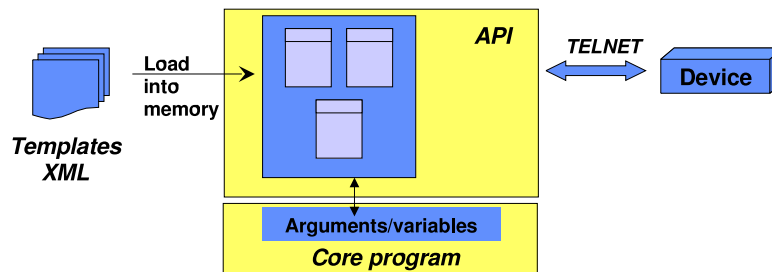 API
TELNET
Load
into
memory
Device
Templates
XML
Arguments/variables
Core program